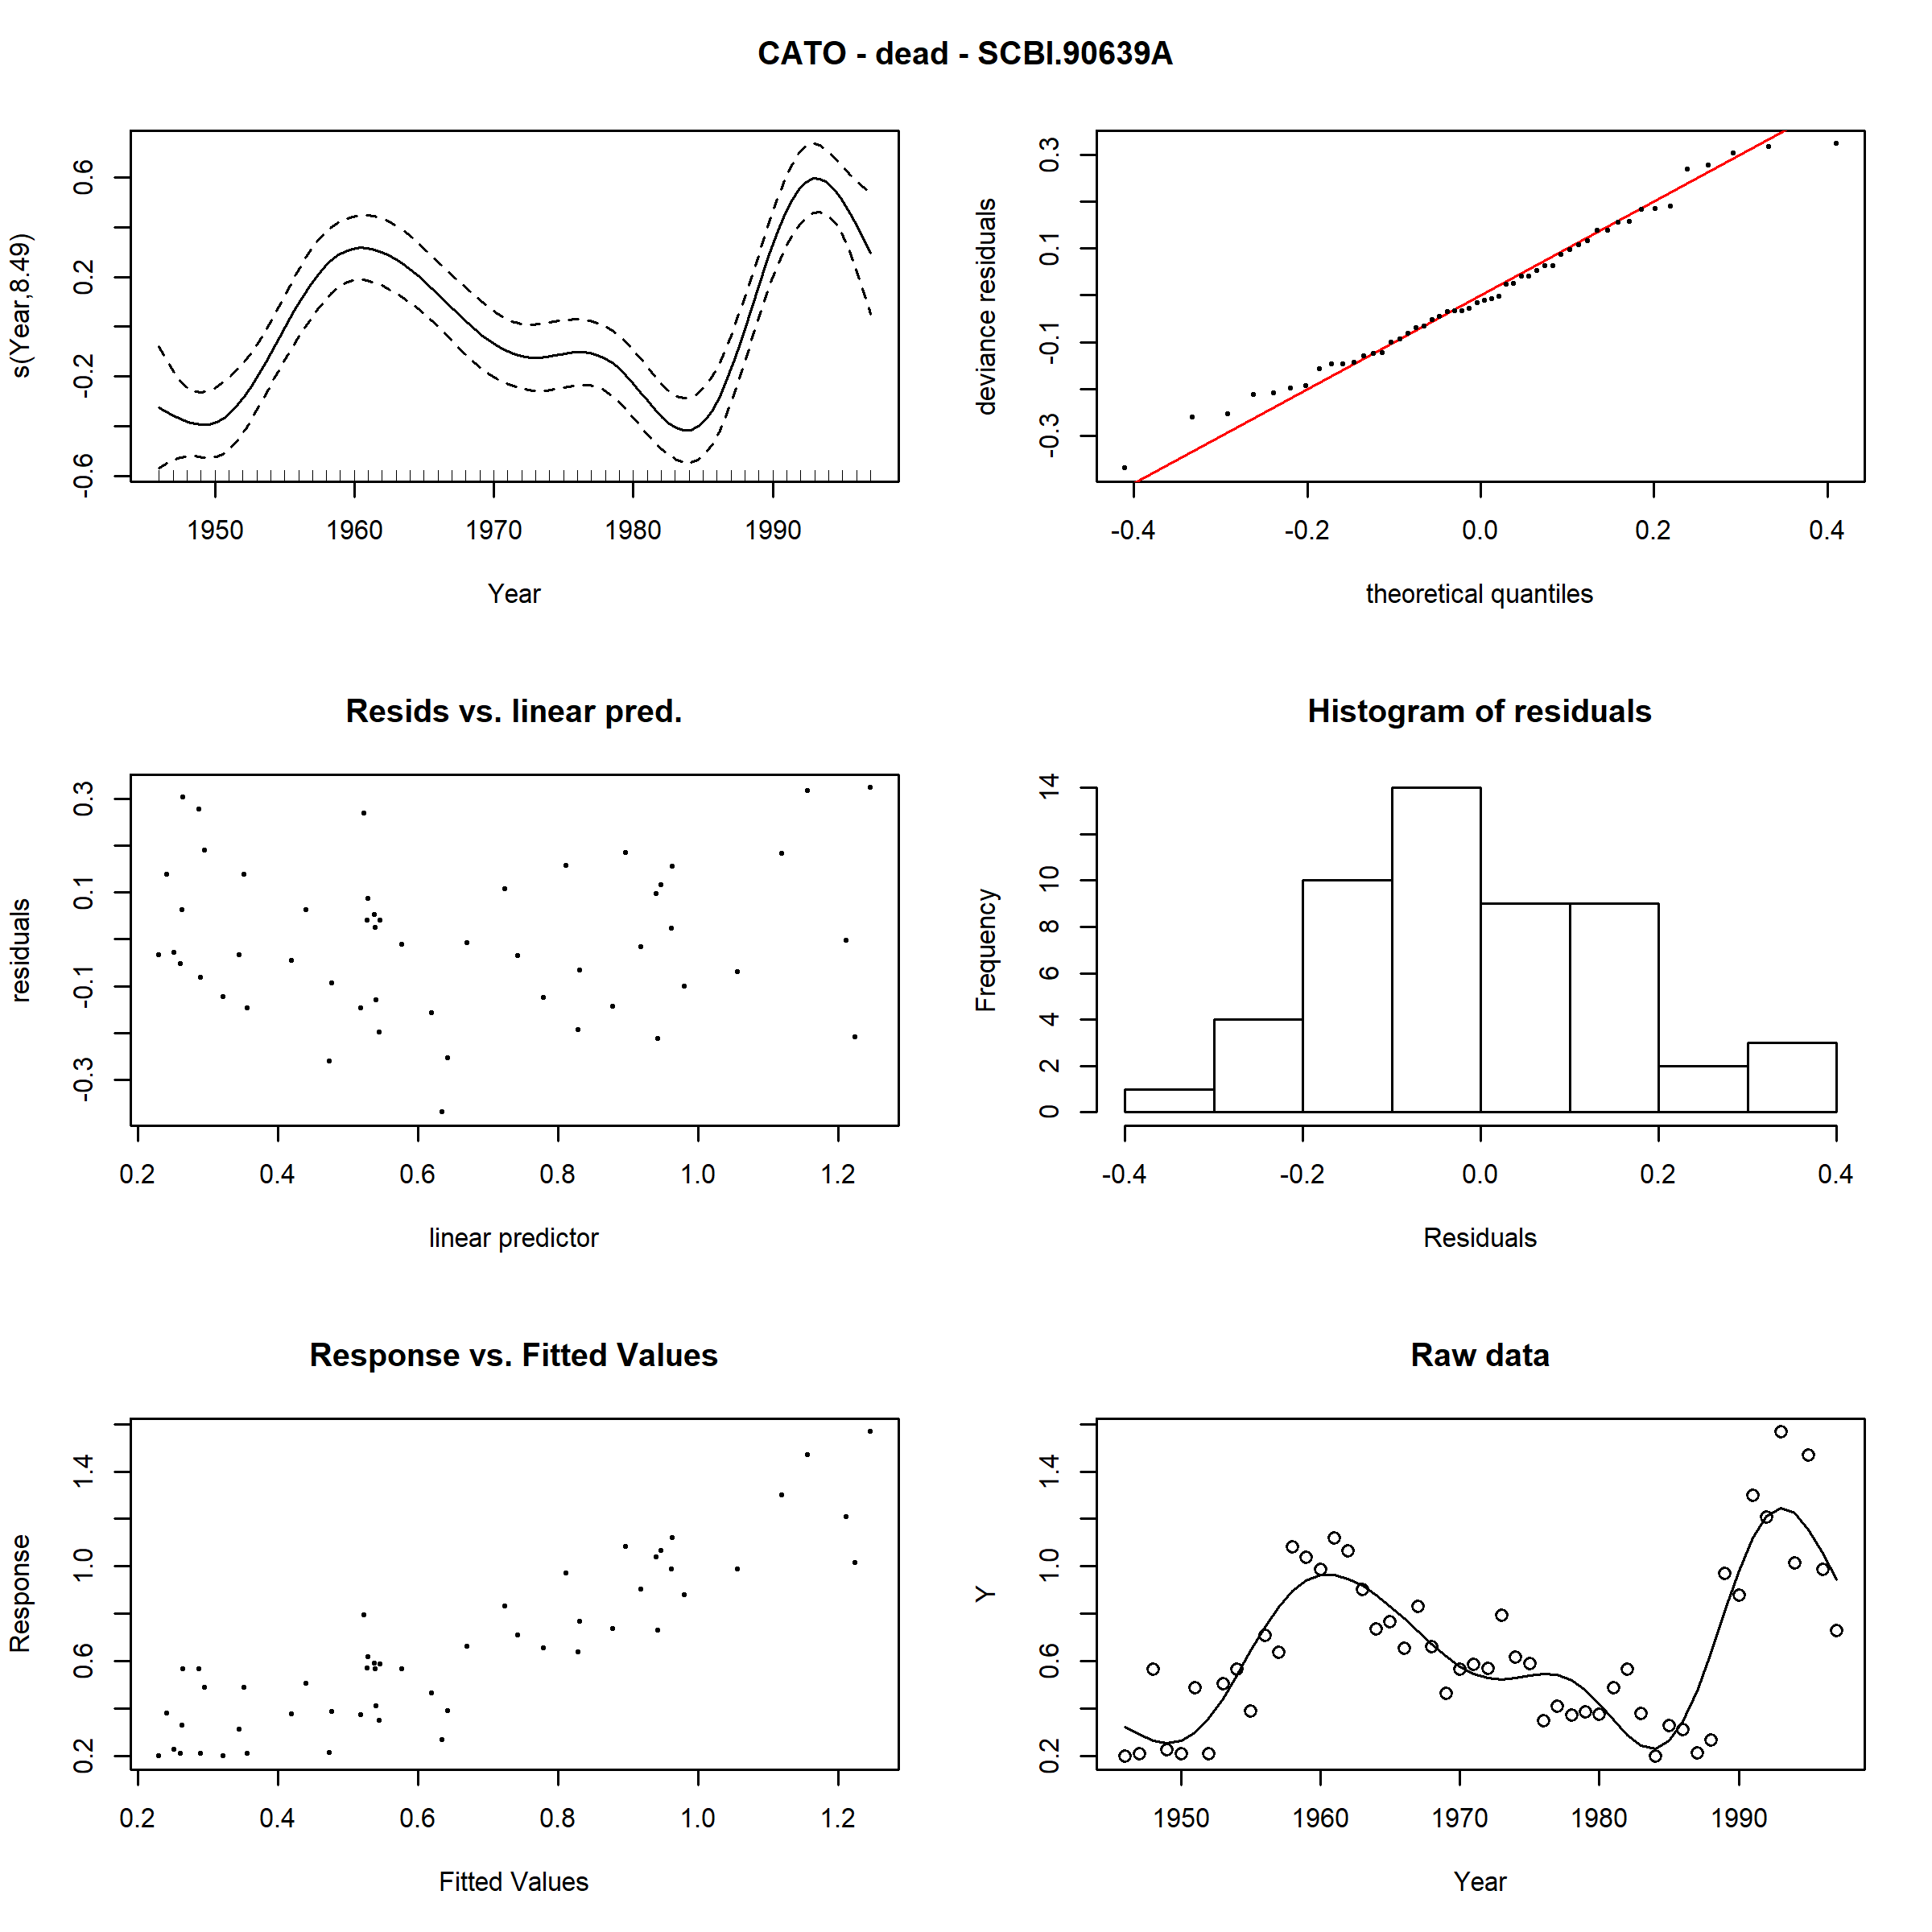 CATO - dead - SCBI.90639A
s(Year,8.49)
-0.6 -0.2 0.2 0.6
1950 1960 1970 1980 1990
Year
deviance residuals
-0.3 -0.1 0.1 0.3
-0.4 -0.2 0.0 0.2 0.4
theoretical quantiles
Resids vs. linear pred.
residuals
-0.3 -0.1 0.1 0.3
0.2 0.4 0.6 0.8 1.0 1.2
linear predictor
Histogram of residuals
Frequency
0 2 4 6 8 10 14
-0.4 -0.2 0.0 0.2 0.4
Residuals
Response vs. Fitted Values
Response
0.2 0.6 1.0 1.4
0.2 0.4 0.6 0.8 1.0 1.2
Fitted Values
Raw data
Y
0.2 0.6 1.0 1.4
1950 1960 1970 1980 1990
Year